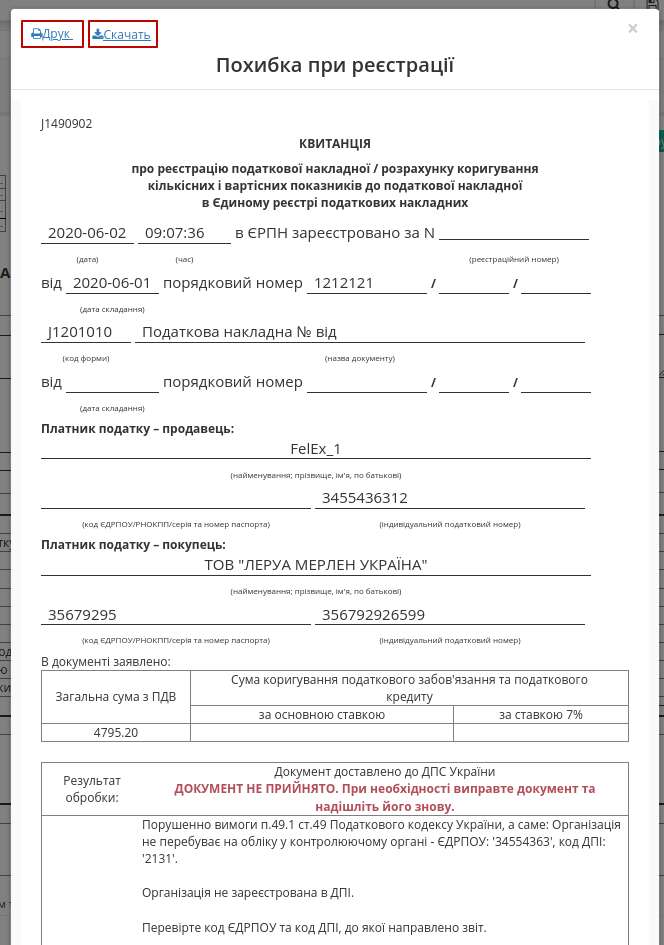 Друк
Скачать
×
Похибка при реєстрації
J1490902
КВИТАНЦІЯ
про реєстрацію податкової накладної / розрахунку коригування
кількісних і вартісних показників до податкової накладної
в Єдиному реєстрі податкових накладних
2020-06-02 09:07:36 в ЄРПН зареєстровано за N
(дата) (час) (реєстраційний номер)
від 2020-06-01 порядковий номер 1212121 / /
(дата складання)
J1201010 Податкова накладна № від
(код форми) (назва документу)
від порядковий номер / /
(дата складання)
Платник податку – продавець:
FelEx_1
(найменування; прізвище, ім'я, по батькові)
3455436312
(код ЄДРПОУ/РНОКПП/серія та номер паспорта) (індивідуальний податковий номер)
Платник податку – покупець:
ТОВ "ЛЕРУА МЕРЛЕН УКРАЇНА"
(найменування; прізвище, ім'я, по батькові)
35679295 356792926599
(код ЄДРПОУ/РНОКПП/серія та номер паспорта) (індивідуальний податковий номер)
В документі заявлено:
Загальна сума з ПДВ
Сума коригування податкового забов'язання та податкового
кредиту
за основною ставкою за ставкою 7%
4795.20
Результат
обробки:
Документ доставлено до ДПС України
ДОКУМЕНТ НЕ ПРИЙНЯТО. При необхідності виправте документ та
надішліть його знову.
Порушенно вимоги п.49.1 ст.49 Податкового кодексу України, а саме: Організація
не перебуває на обліку у контролюючому органі - ЄДРПОУ: '34554363', код ДПІ:
'2131'.
Організація не зареєстрована в ДПІ.
Перевірте код ЄДРПОУ та код ДПІ, до якої направлено звіт.